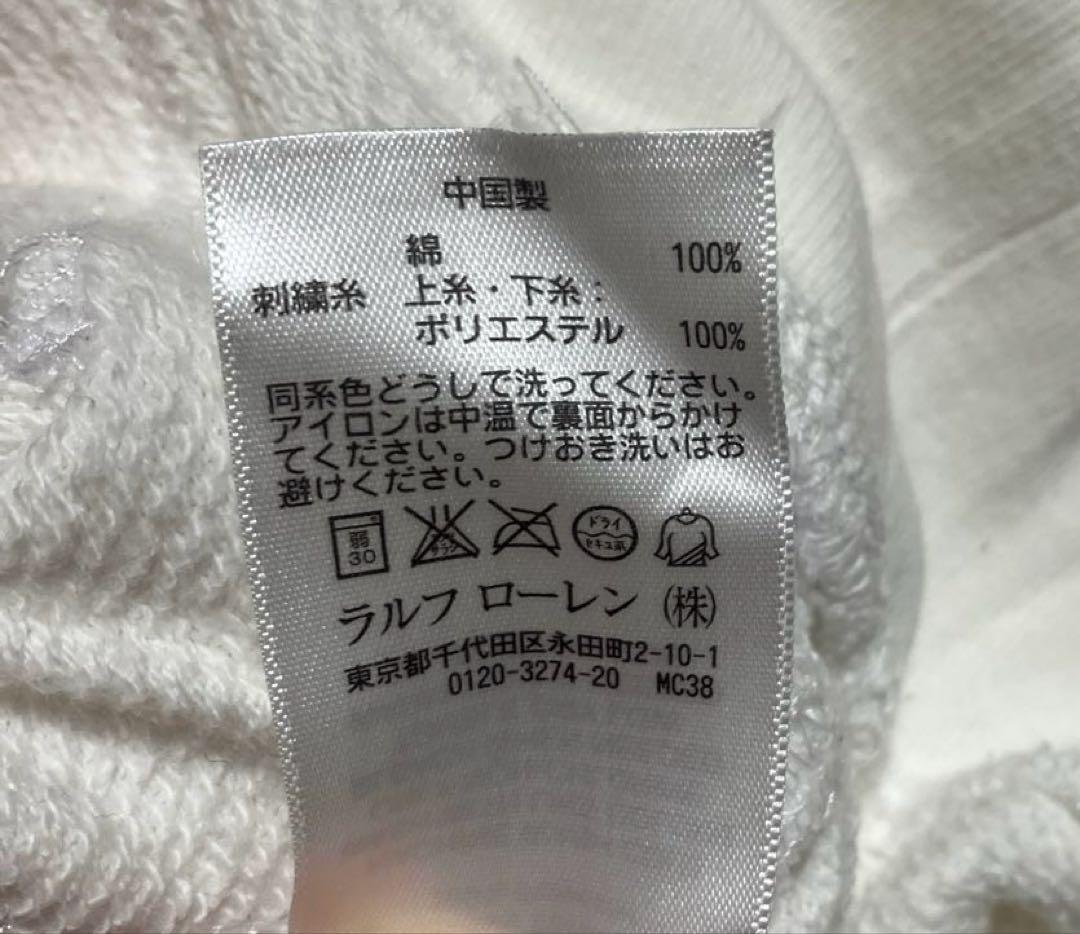 中国製
綿 100%
刺繍糸 上糸・下糸:
ポリエステル 100%
同系色どうしで洗ってください。
アイロンは中温で裏面からかけ
てください。つけおき洗いはお
避けください。
弱
30
ドライ
セキユ系
ラルフ ローレン (株)
東京都千代田区永田町2-10-1
0120-3274-20 MC38